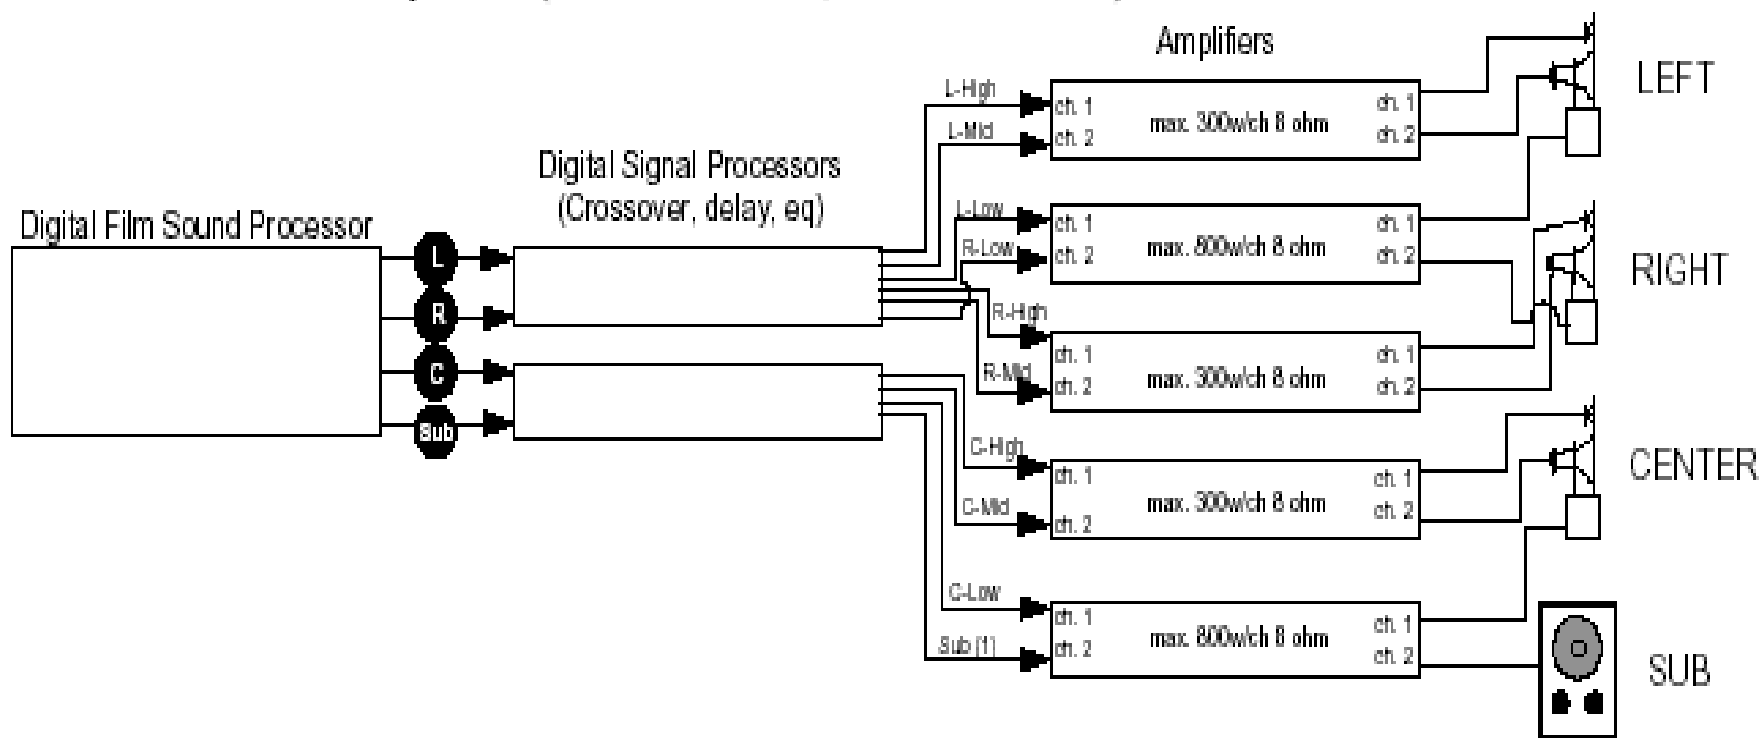 Amplifiers
LEFT
L-High
ch. 1
max. 300w/ch 8 ohm
ch. 1
L-Mid
ch. 2
ch. 2
Digital Signal Processors
(Crossover, delay, eq)
Digital Film Sound Processor
L
R
C
Sub
L-Low
ch. 1
max. 800w/ch 8 ohm
ch. 1
R-Low
ch. 2
ch. 2
RIGHT
R-High
ch. 1
max. 300w/ch 8 ohm
ch. 1
R-Mid
ch. 2
ch. 2
C-High
ch. 1
max. 300w/ch 8 ohm
ch. 1
C-Mid
ch. 2
ch. 2
CENTER
C-Low
ch. 1
max. 800w/ch 8 ohm
ch. 1
Sub (1)
ch. 2
ch. 2
SUB